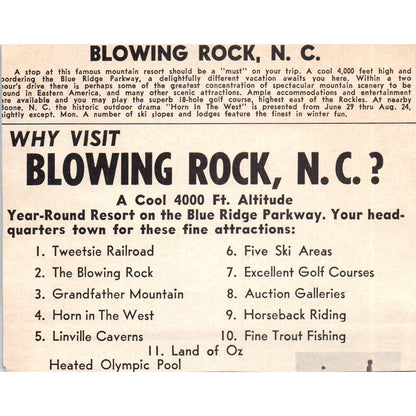 BLOWING ROCK, N. C.
A stop at this famous mountain resort should be a "must" on your trip. A cool 4,000 feet high and
bordering the Blue Ridge Parkway, a delightfully different vacation awaits you here. Within a two
hour's drive there is perhaps some of the greatest concentration of spectacular mountain scenery to be
found in Eastern America, and many other scenic attractions. Ample accommodations and entertainment
are available and you may play the superb 18-hole golf course, highest east of the Rockies. At nearby
Boone, N. C. the historic outdoor drama "Horn In The West" is presented from June 29 thru Aug. 24,
nightly except. Mon. A number of ski slopes and lodges feature the finest in winter fun.
WHY VISIT
BLOWING ROCK, N.C.?
A Cool 4000 Ft. Altitude
Year-Round Resort on the Blue Ridge Parkway. Your head-
quarters town for these fine attractions:
1. Tweetsie Railroad
2. The Blowing Rock
3. Grandfather Mountain
4. Horn in The West
5. Linville Caverns
6. Five Ski Areas
7. Excellent Golf Courses
8. Auction Galleries
9. Horseback Riding
10. Fine Trout Fishing
11. Land of Oz
Heated Olympic Pool